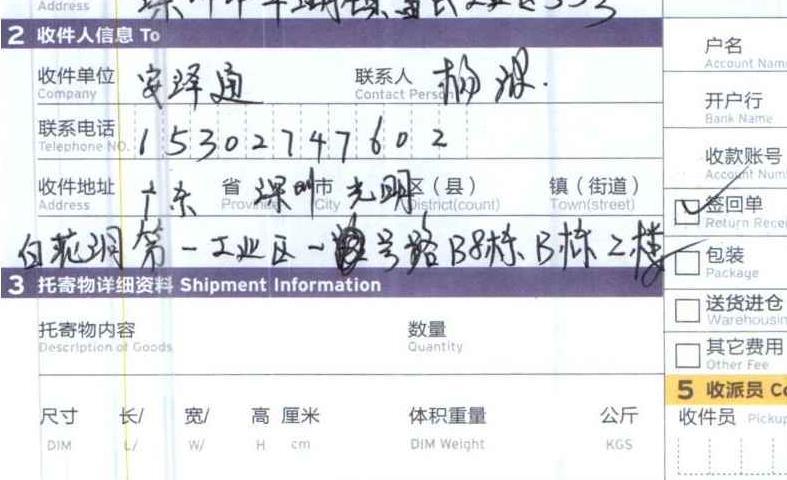 Address
2 收件人信息 To
户名
Account Name
收件单位 安泽通 联系人 杨波.
Company Contact Person
开户行
Bank Name
联系电话 15302747602
Telephone NO.
收款账号
Account Num
收件地址 广东 省 深圳 市 光明 区(县) 镇(街道)
Address Province City District(count) Town(street)
签回单
Return Recei
白花洞第一工业区一号路B8栋B栋2楼
包装
Package
3 托寄物详细资料 Shipment Information
送货进仓
Warehousin
托寄物内容 数量
Description of Goods Quantity
其它费用
Other Fee
5 收派员 Co
尺寸 长/ 宽/ 高 厘米 体积重量 公斤
DIM L/ W/ H cm DIM Weight KGS
收件员 Pickup